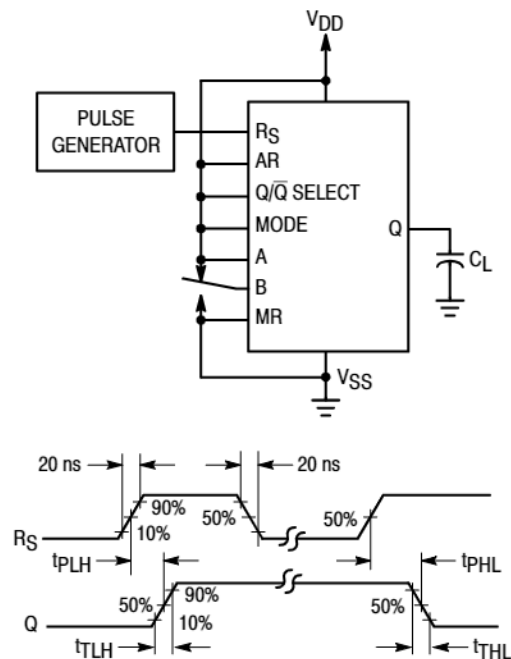 VDD
PULSE
GENERATOR
RS
AR
Q/Q̅ SELECT
MODE
A
B
MR
Q
CL
VSS
20 ns
20 ns
90%
10%
50%
50%
RS
tPLH
tPHL
90%
50%
10%
50%
Q
tTLH
tTHL